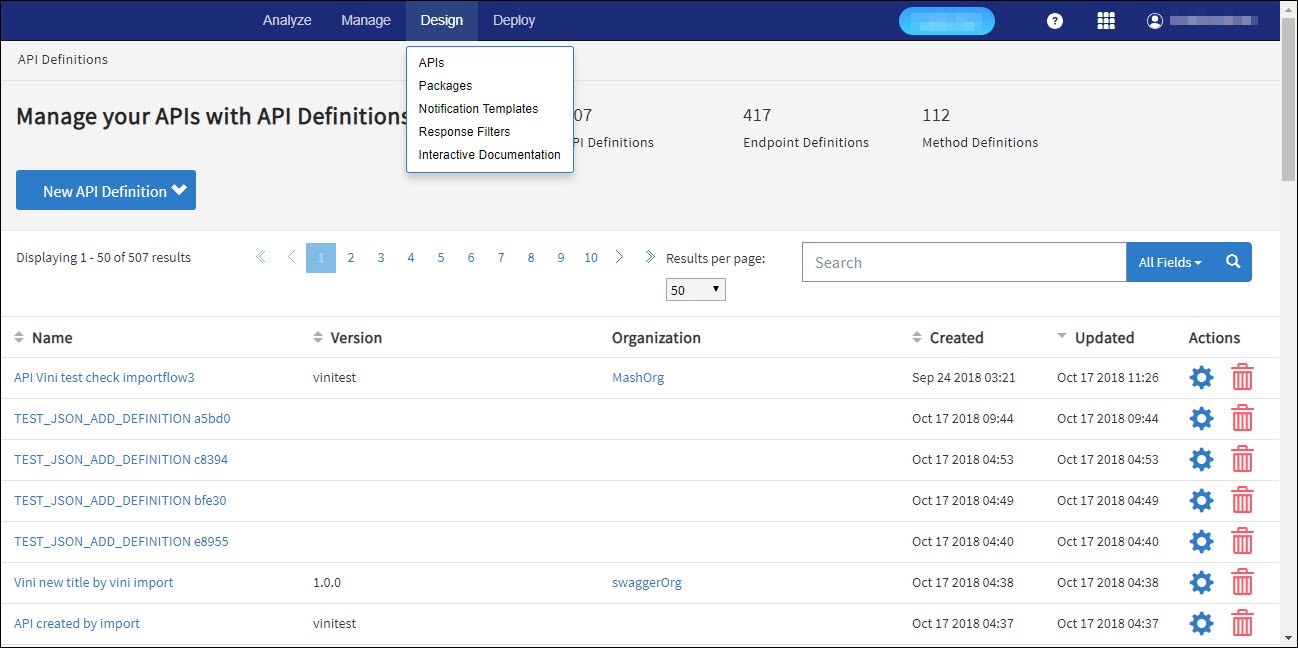 Analyze Manage Design Deploy
API Definitions
APIs
Packages
Notification Templates
Response Filters
Interactive Documentation
Manage your APIs with API Definitions
07 417 112
PI Definitions Endpoint Definitions Method Definitions
New API Definition
Displaying 1 - 50 of 507 results
1 2 3 4 5 6 7 8 9 10
Results per page:
50
Search
All Fields
Name Version Organization Created Updated Actions
API Vini test check importflow3 vinitest MashOrg Sep 24 2018 03:21 Oct 17 2018 11:26
TEST_JSON_ADD_DEFINITION a5bd0 Oct 17 2018 09:44 Oct 17 2018 09:44
TEST_JSON_ADD_DEFINITION c8394 Oct 17 2018 04:53 Oct 17 2018 04:53
TEST_JSON_ADD_DEFINITION bfe30 Oct 17 2018 04:49 Oct 17 2018 04:49
TEST_JSON_ADD_DEFINITION e8955 Oct 17 2018 04:40 Oct 17 2018 04:40
Vini new title by vini import 1.0.0 swaggerOrg Oct 17 2018 04:38 Oct 17 2018 04:38
API created by import vinitest Oct 17 2018 04:37 Oct 17 2018 04:37